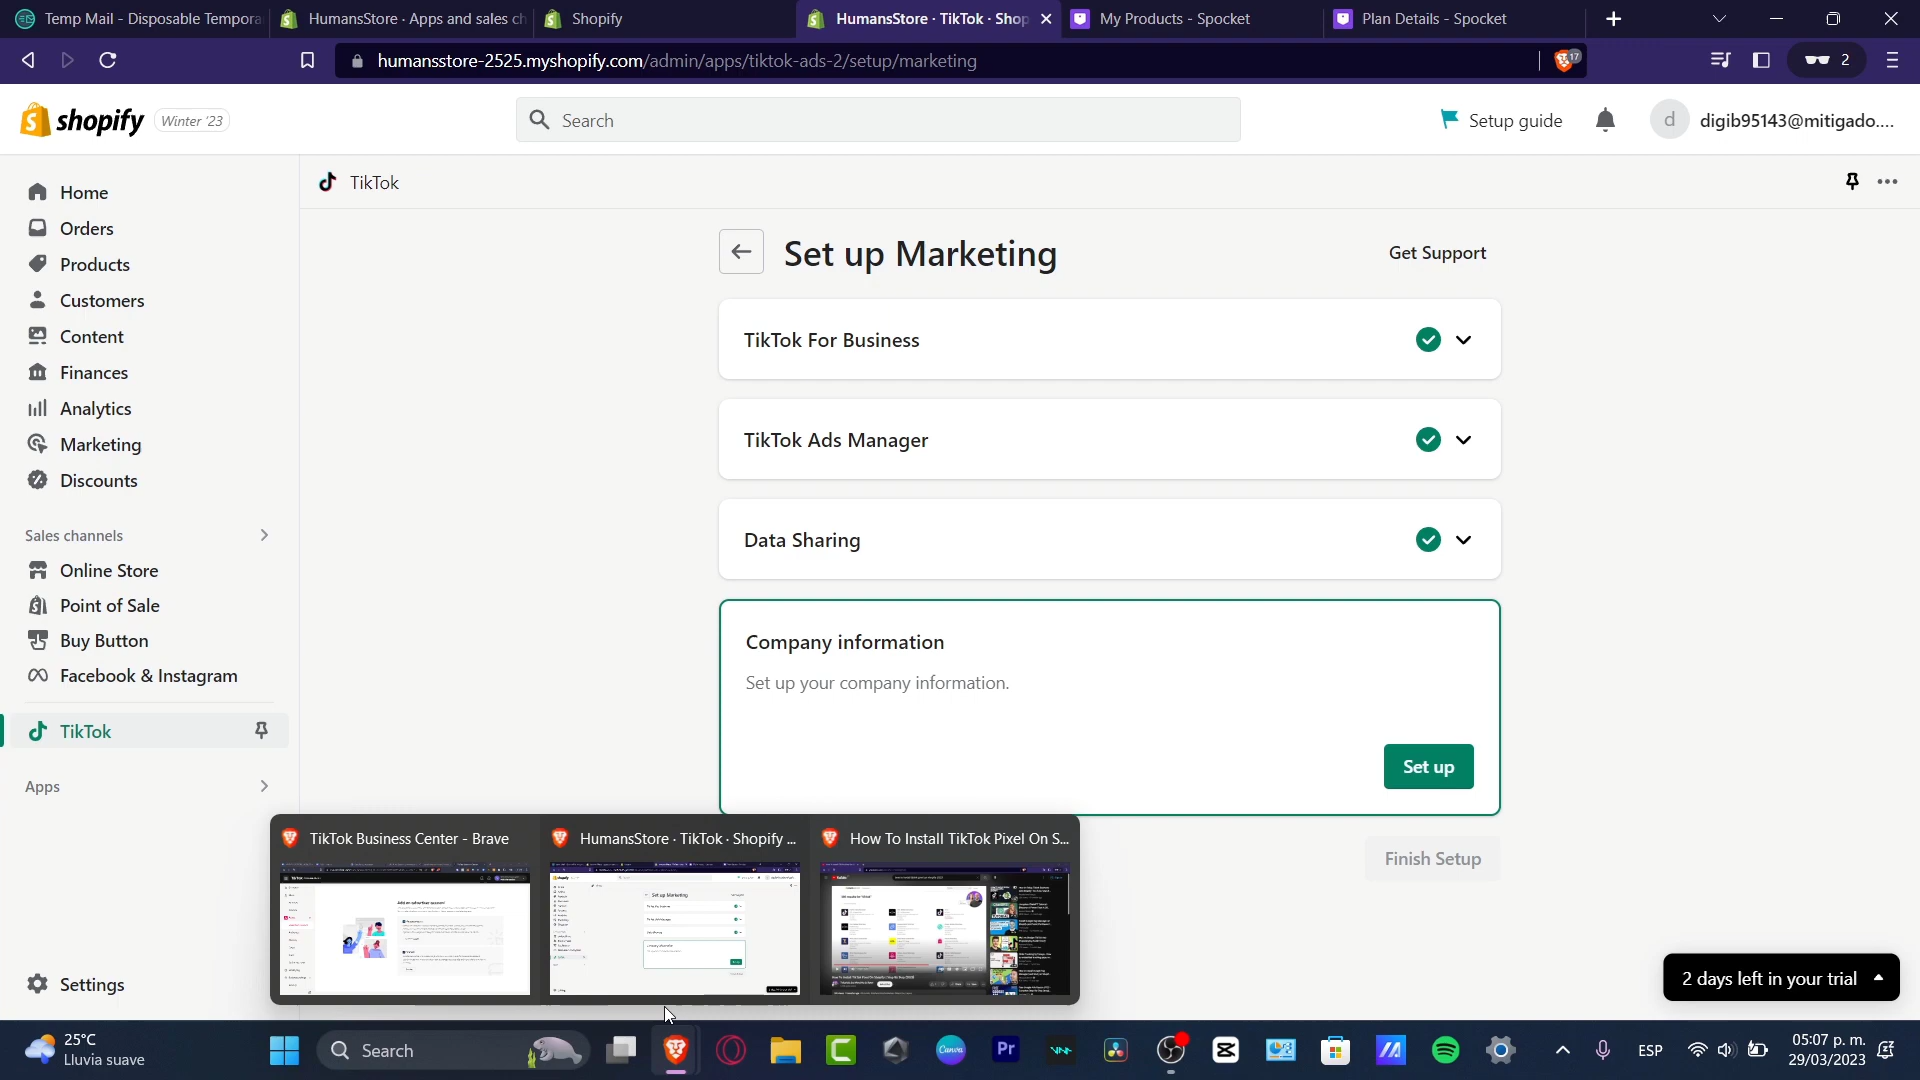 Temp Mail - Disposable Tempora
HumansStore · Apps and sales ch
Shopify
HumansStore · TikTok · Shop
My Products - Spocket
Plan Details - Spocket
humansstore-2525.myshopify.com/admin/apps/tiktok-ads-2/setup/marketing
17
2
shopify
Winter '23
Search
Setup guide
d
digib95143@mitigado....
Home
Orders
Products
Customers
Content
Finances
Analytics
Marketing
Discounts
Sales channels
Online Store
Point of Sale
Buy Button
Facebook & Instagram
TikTok
Apps
Settings
TikTok
Set up Marketing
Get Support
TikTok For Business
TikTok Ads Manager
Data Sharing
Company information
Set up your company information.
Set up
Finish Setup
TikTok Business Center - Brave
HumansStore · TikTok · Shopify ...
How To Install TikTok Pixel On S...
2 days left in your trial
25°C
Lluvia suave
Search
Canva
Pr
ESP
05:07 p. m.
29/03/2023